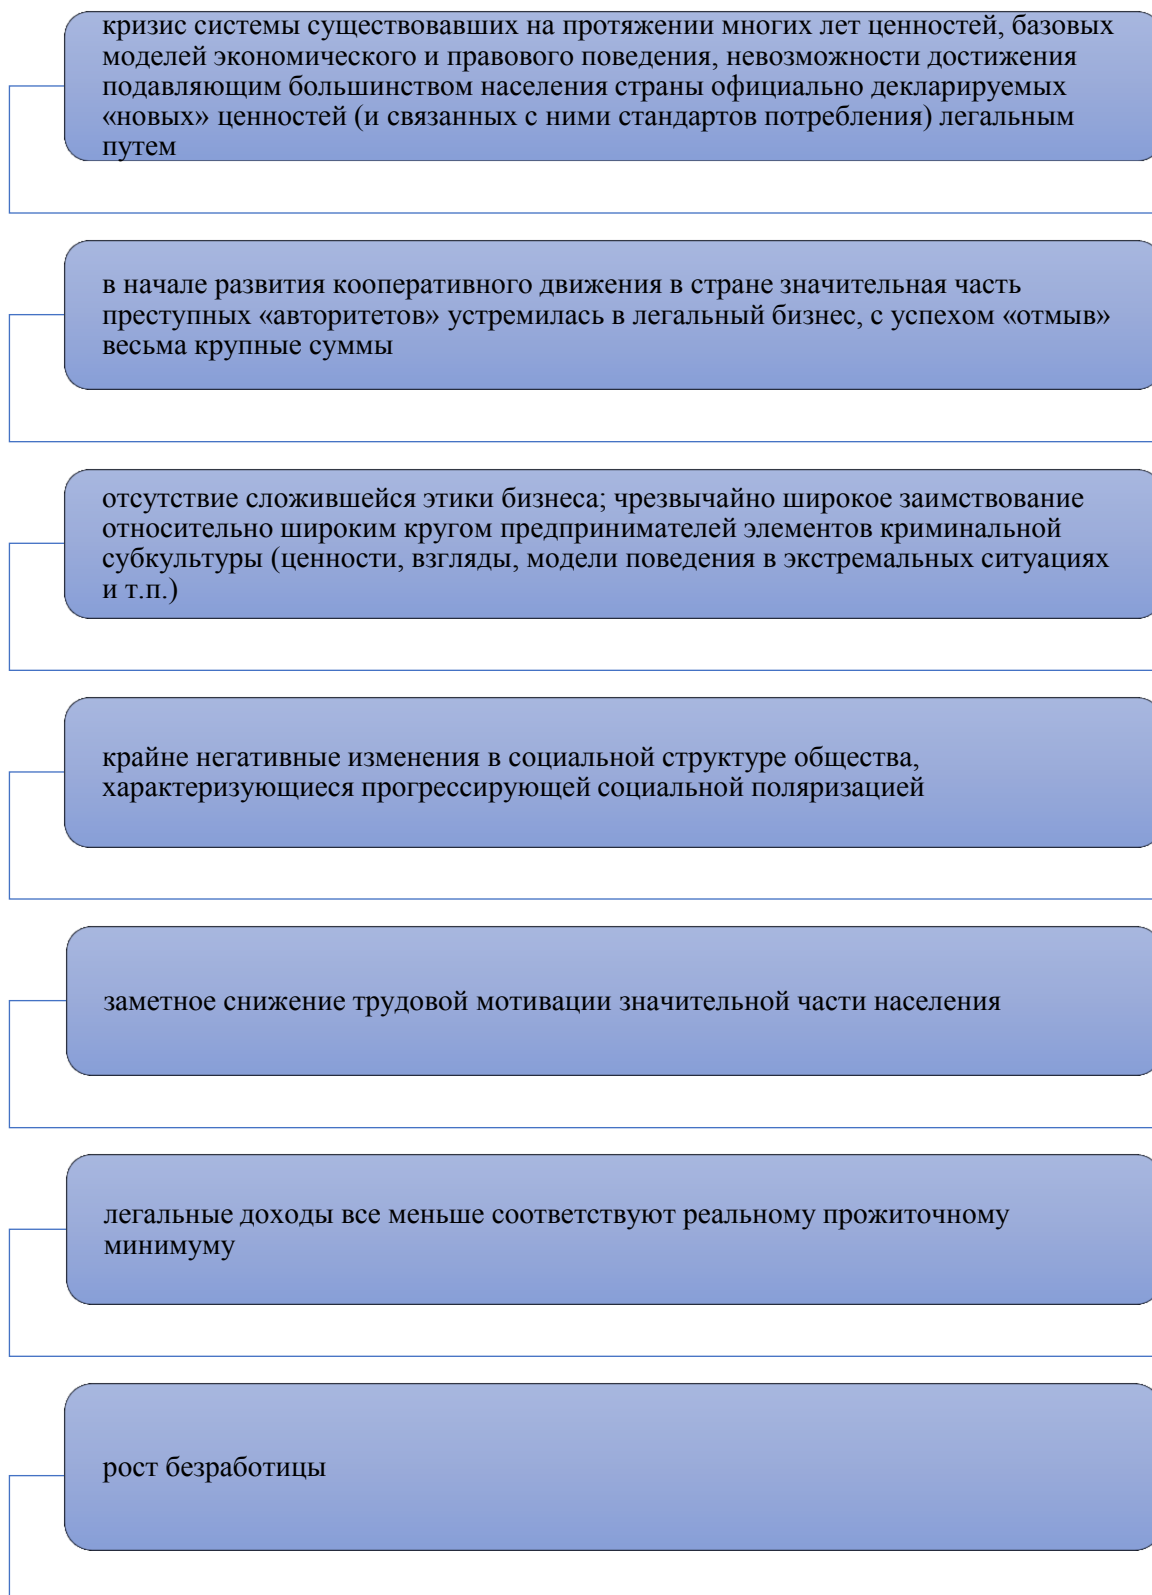 кризис системы существовавших на протяжении многих лет ценностей, базовых
моделей экономического и правового поведения, невозможности достижения
подавляющим большинством населения страны официально декларируемых
«новых» ценностей (и связанных с ними стандартов потребления) легальным
путем
в начале развития кооперативного движения в стране значительная часть
преступных «авторитетов» устремилась в легальный бизнес, с успехом «отмыв»
весьма крупные суммы
отсутствие сложившейся этики бизнеса; чрезвычайно широкое заимствование
относительно широким кругом предпринимателей элементов криминальной
субкультуры (ценности, взгляды, модели поведения в экстремальных ситуациях
и т.п.)
крайне негативные изменения в социальной структуре общества,
характеризующиеся прогрессирующей социальной поляризацией
заметное снижение трудовой мотивации значительной части населения
легальные доходы все меньше соответствуют реальному прожиточному
минимуму
рост безработицы